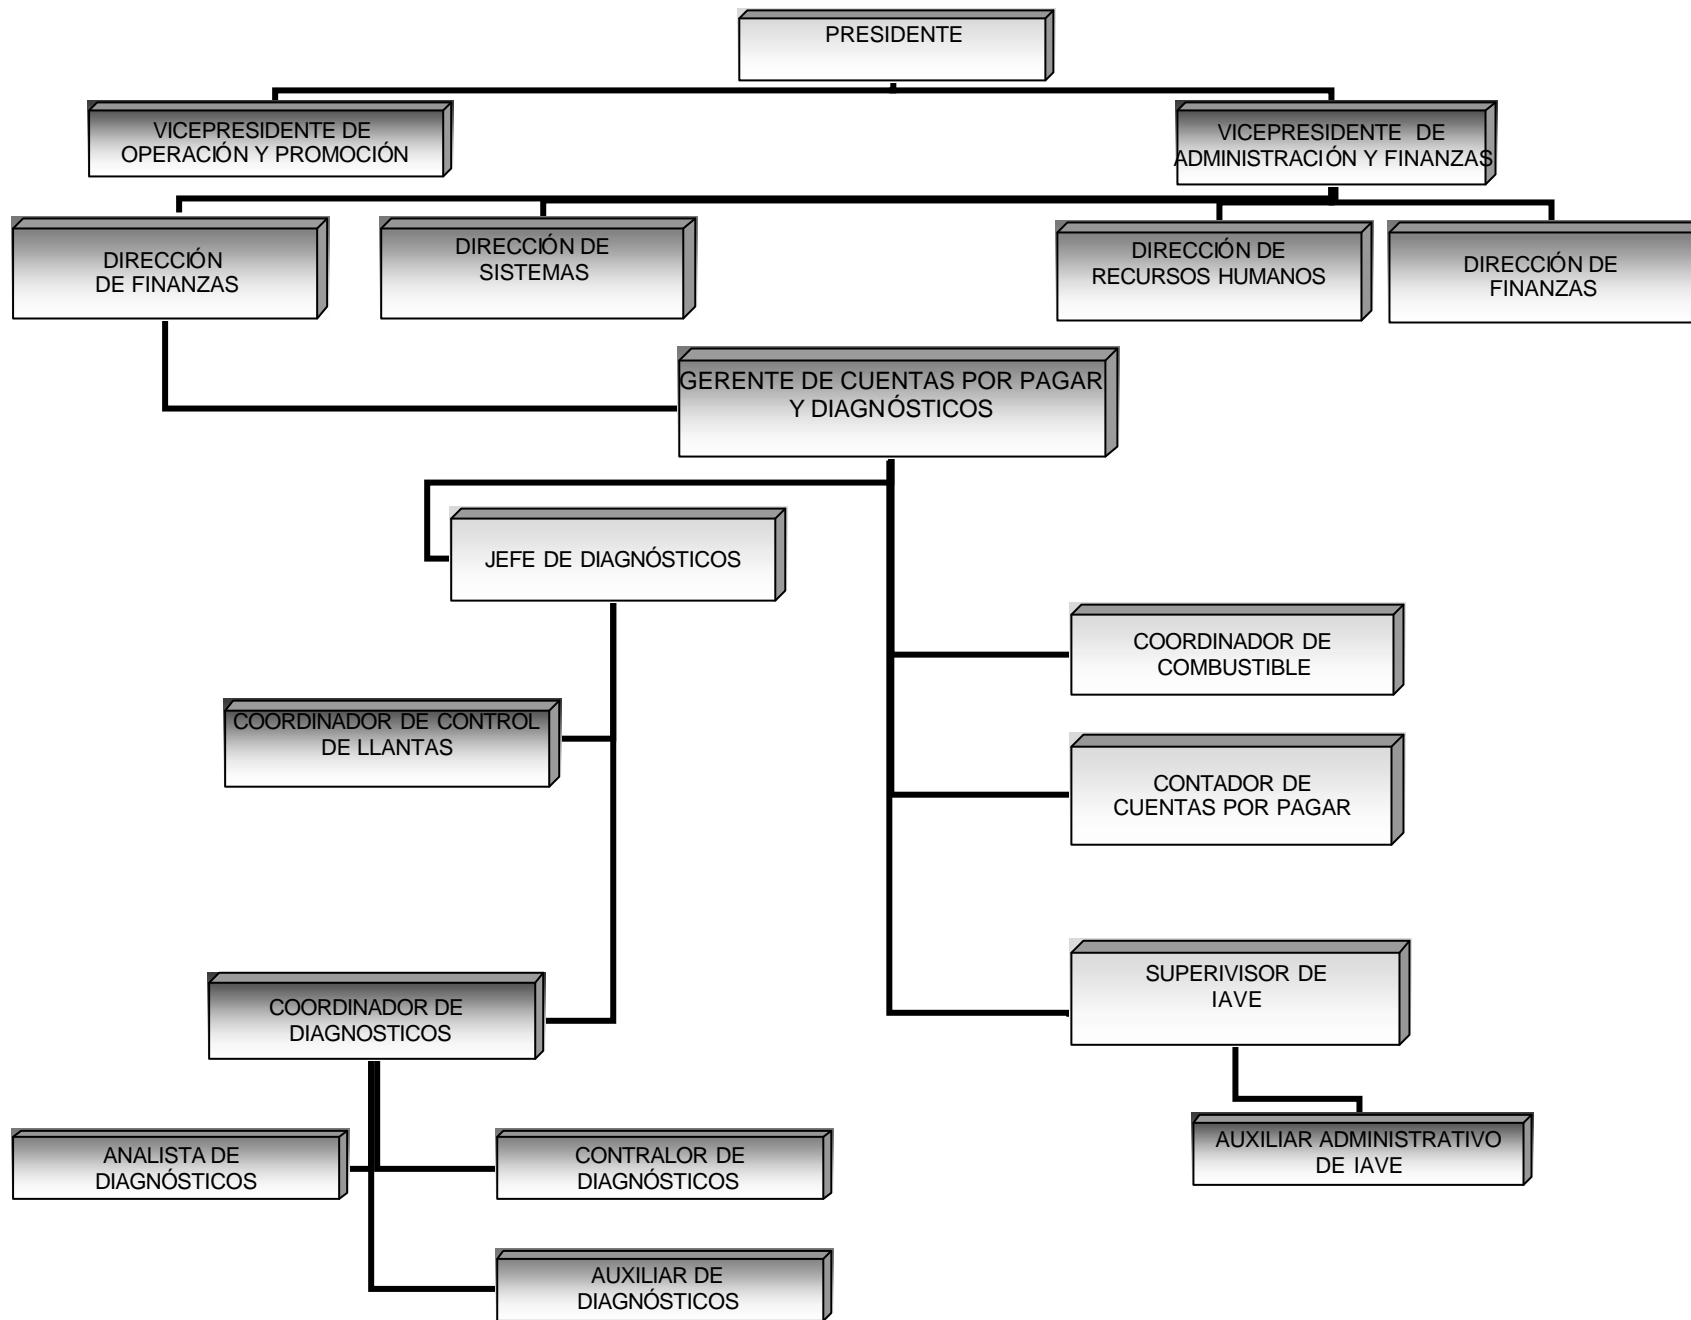 PRESIDENTE
VICEPRESIDENTE DE
OPERACIÓN Y PROMOCIÓN
VICEPRESIDENTE DE
ADMINISTRACIÓN Y FINANZAS
DIRECCIÓN
DE FINANZAS
DIRECCIÓN DE
SISTEMAS
DIRECCIÓN DE
RECURSOS HUMANOS
DIRECCIÓN DE
FINANZAS
GERENTE DE CUENTAS POR PAGAR
Y DIAGNÓSTICOS
JEFE DE DIAGNÓSTICOS
COORDINADOR DE
COMBUSTIBLE
COORDINADOR DE CONTROL
DE LLANTAS
CONTADOR DE
CUENTAS POR PAGAR
SUPERIVISOR DE
IAVE
COORDINADOR DE
DIAGNOSTICOS
AUXILIAR ADMINISTRATIVO
DE IAVE
ANALISTA DE
DIAGNÓSTICOS
CONTRALOR DE
DIAGNÓSTICOS
AUXILIAR DE
DIAGNÓSTICOS